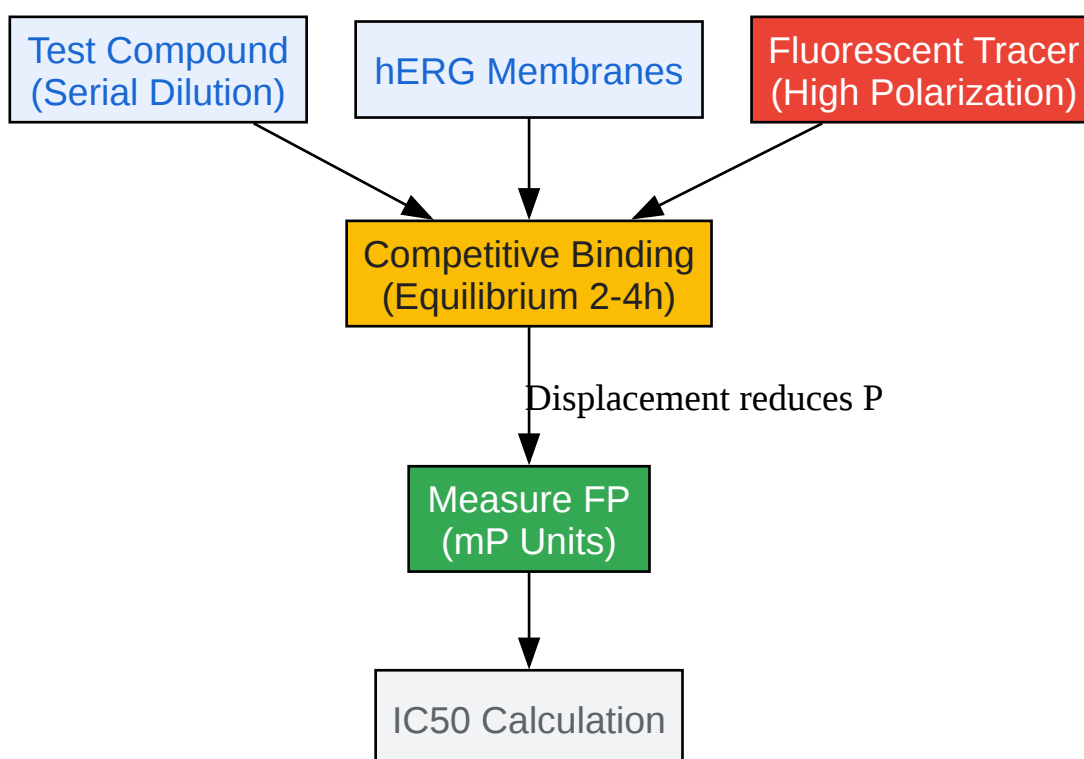 Test Compound
(Serial Dilution)
hERG Membranes
Fluorescent Tracer
(High Polarization)
Competitive Binding
(Equilibrium 2-4h)
Displacement reduces P
Measure FP
(mP Units)
IC50 Calculation